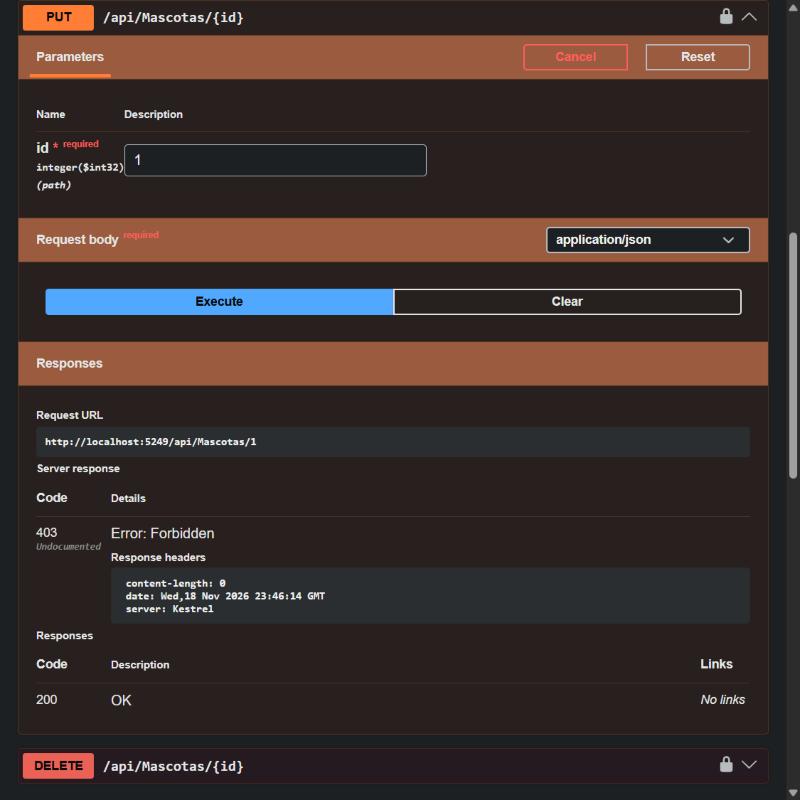 PUT /api/Mascotas/{id}
Parameters Cancel Reset
Name Description
id * required 1
integer($int32)
(path)
Request body required application/json
Execute Clear
Responses
Request URL
http://localhost:5249/api/Mascotas/1
Server response
Code Details
403 Error: Forbidden
Undocumented
Response headers
content-length: 0
date: Wed,18 Nov 2026 23:46:14 GMT
server: Kestrel
Responses
Code Description Links
200 OK No links
DELETE /api/Mascotas/{id}